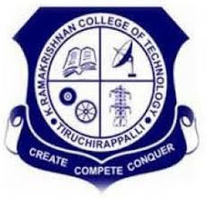 K.RAMAKRISHNAN COLLEGE OF TECHNOLOGY
• TIRUCHIRAPPALLI •
CREATE COMPETE CONQUER